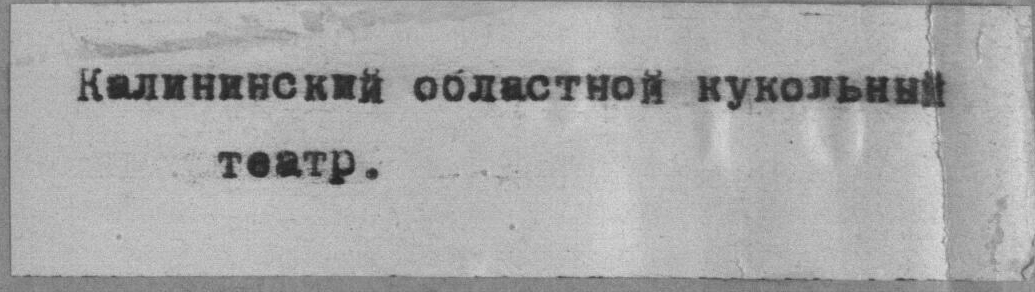 Калининский областной кукольный
театр.